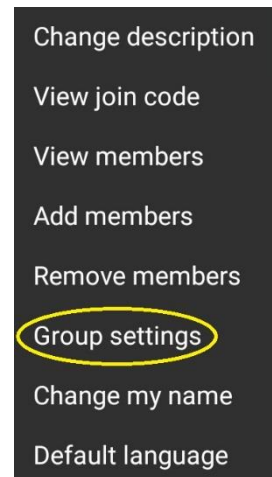 Change description
View join code
View members
Add members
Remove members
Group settings
Change my name
Default language